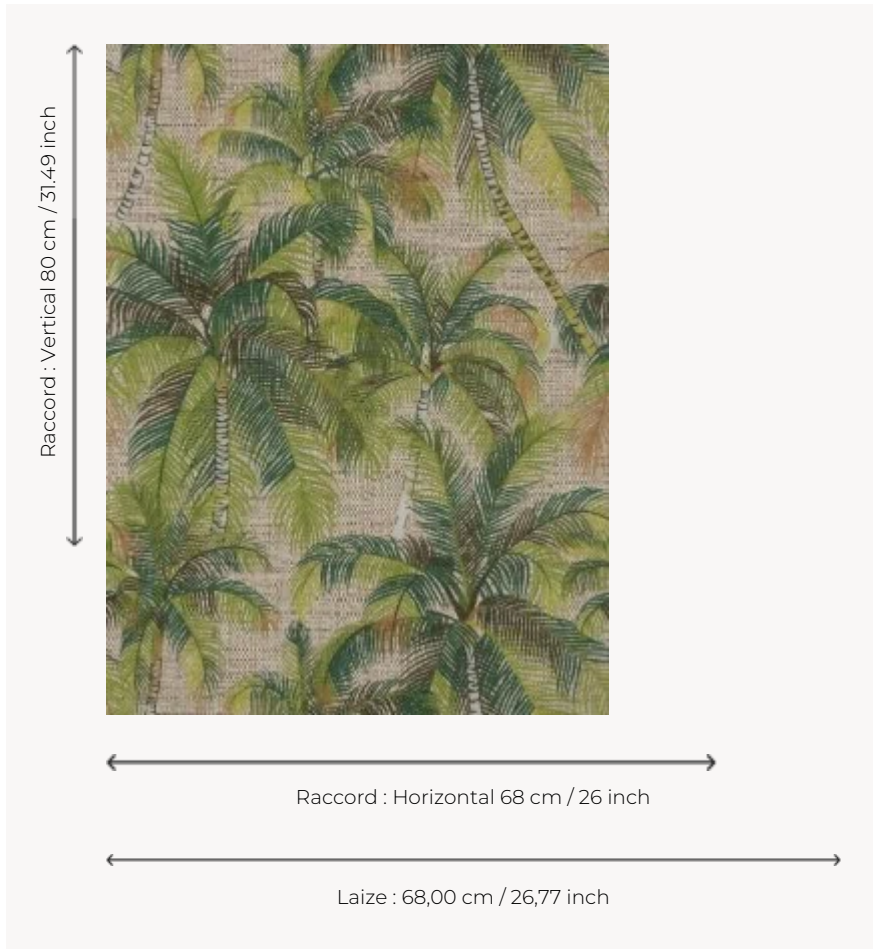 Raccord : Vertical 80 cm / 31.49 inch
Raccord : Horizontal 68 cm / 26 inch
Laize : 68,00 cm / 26,77 inch